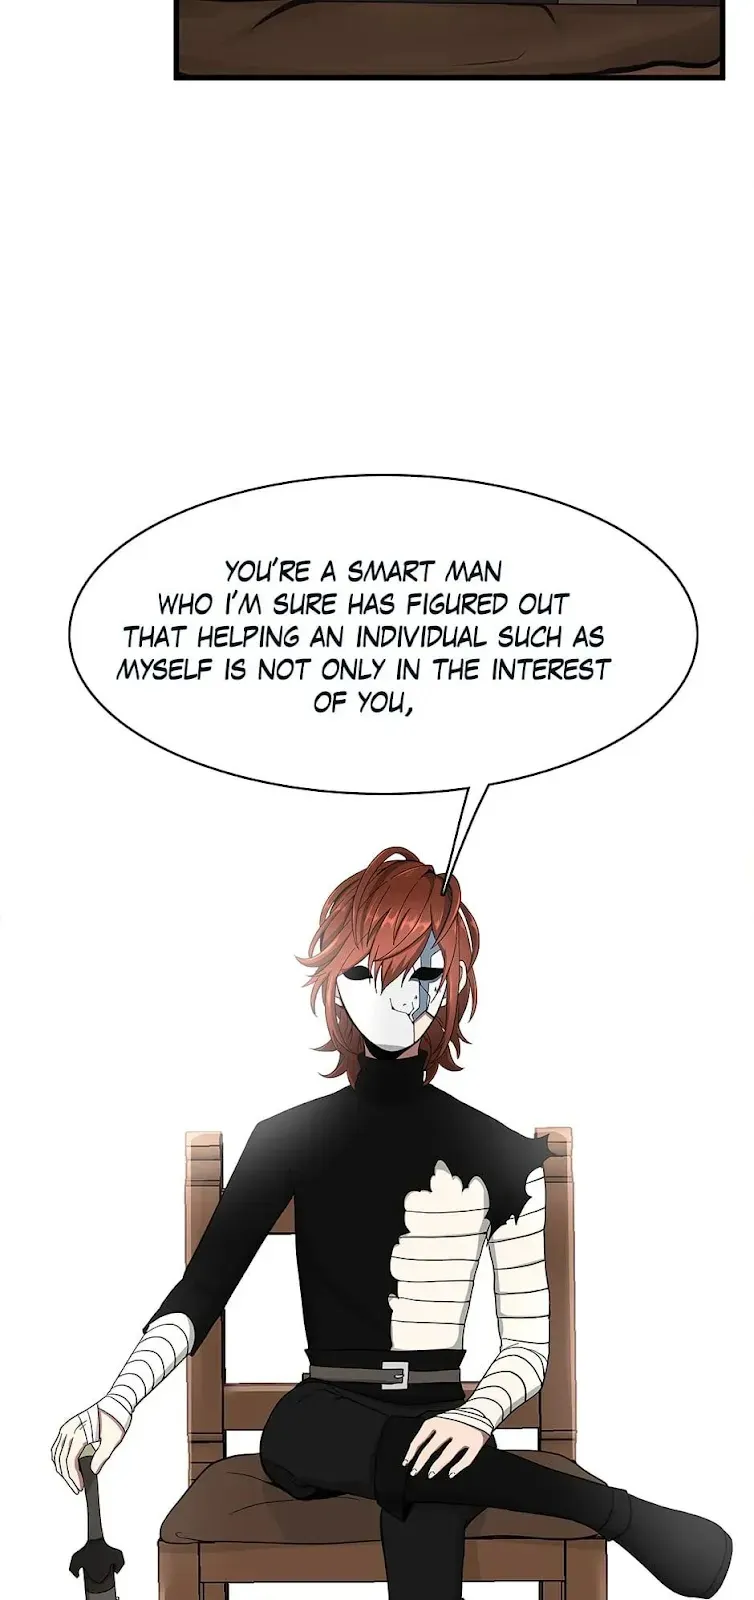 YOU'RE A SMART MAN
WHO I'M SURE HAS FIGURED OUT
THAT HELPING AN INDIVIDUAL SUCH AS
MYSELF IS NOT ONLY IN THE INTEREST
OF YOU,